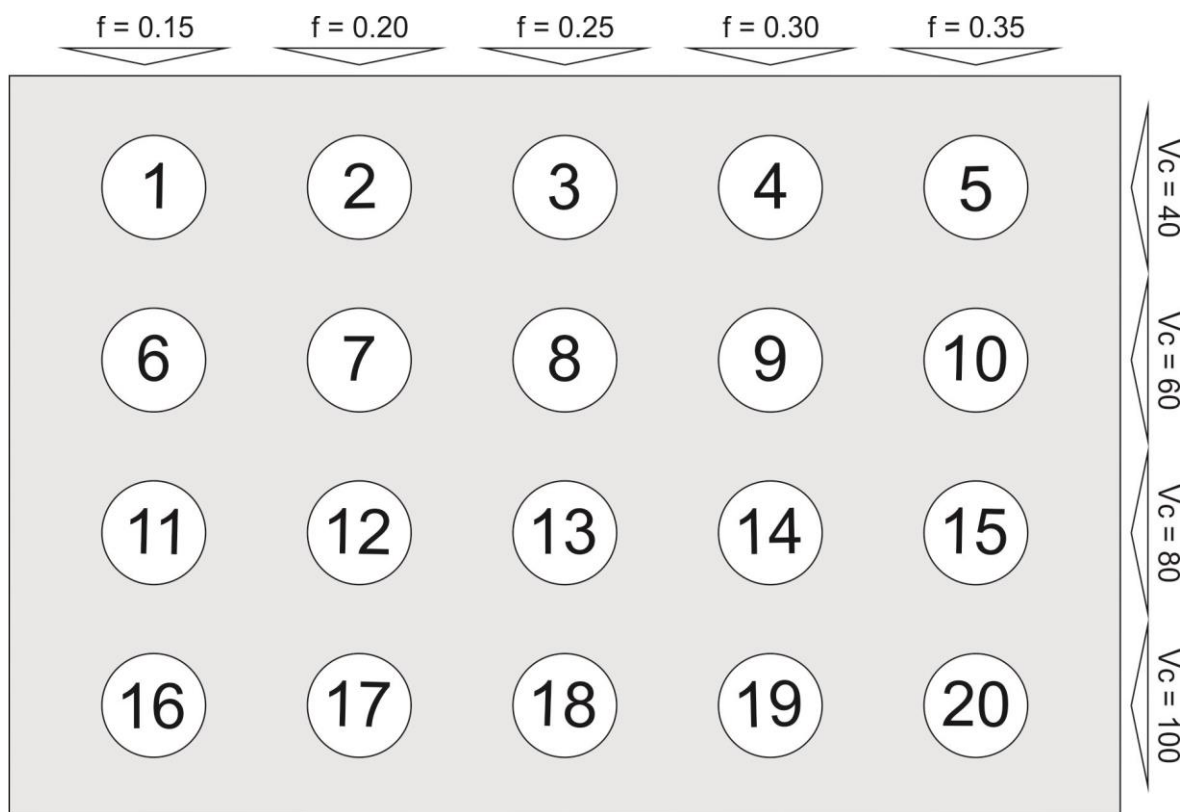 f = 0.15 f = 0.20 f = 0.25 f = 0.30 f = 0.35
1 2 3 4 5
Vc = 40
6 7 8 9 10
Vc = 60
11 12 13 14 15
Vc = 80
16 17 18 19 20
Vc = 100